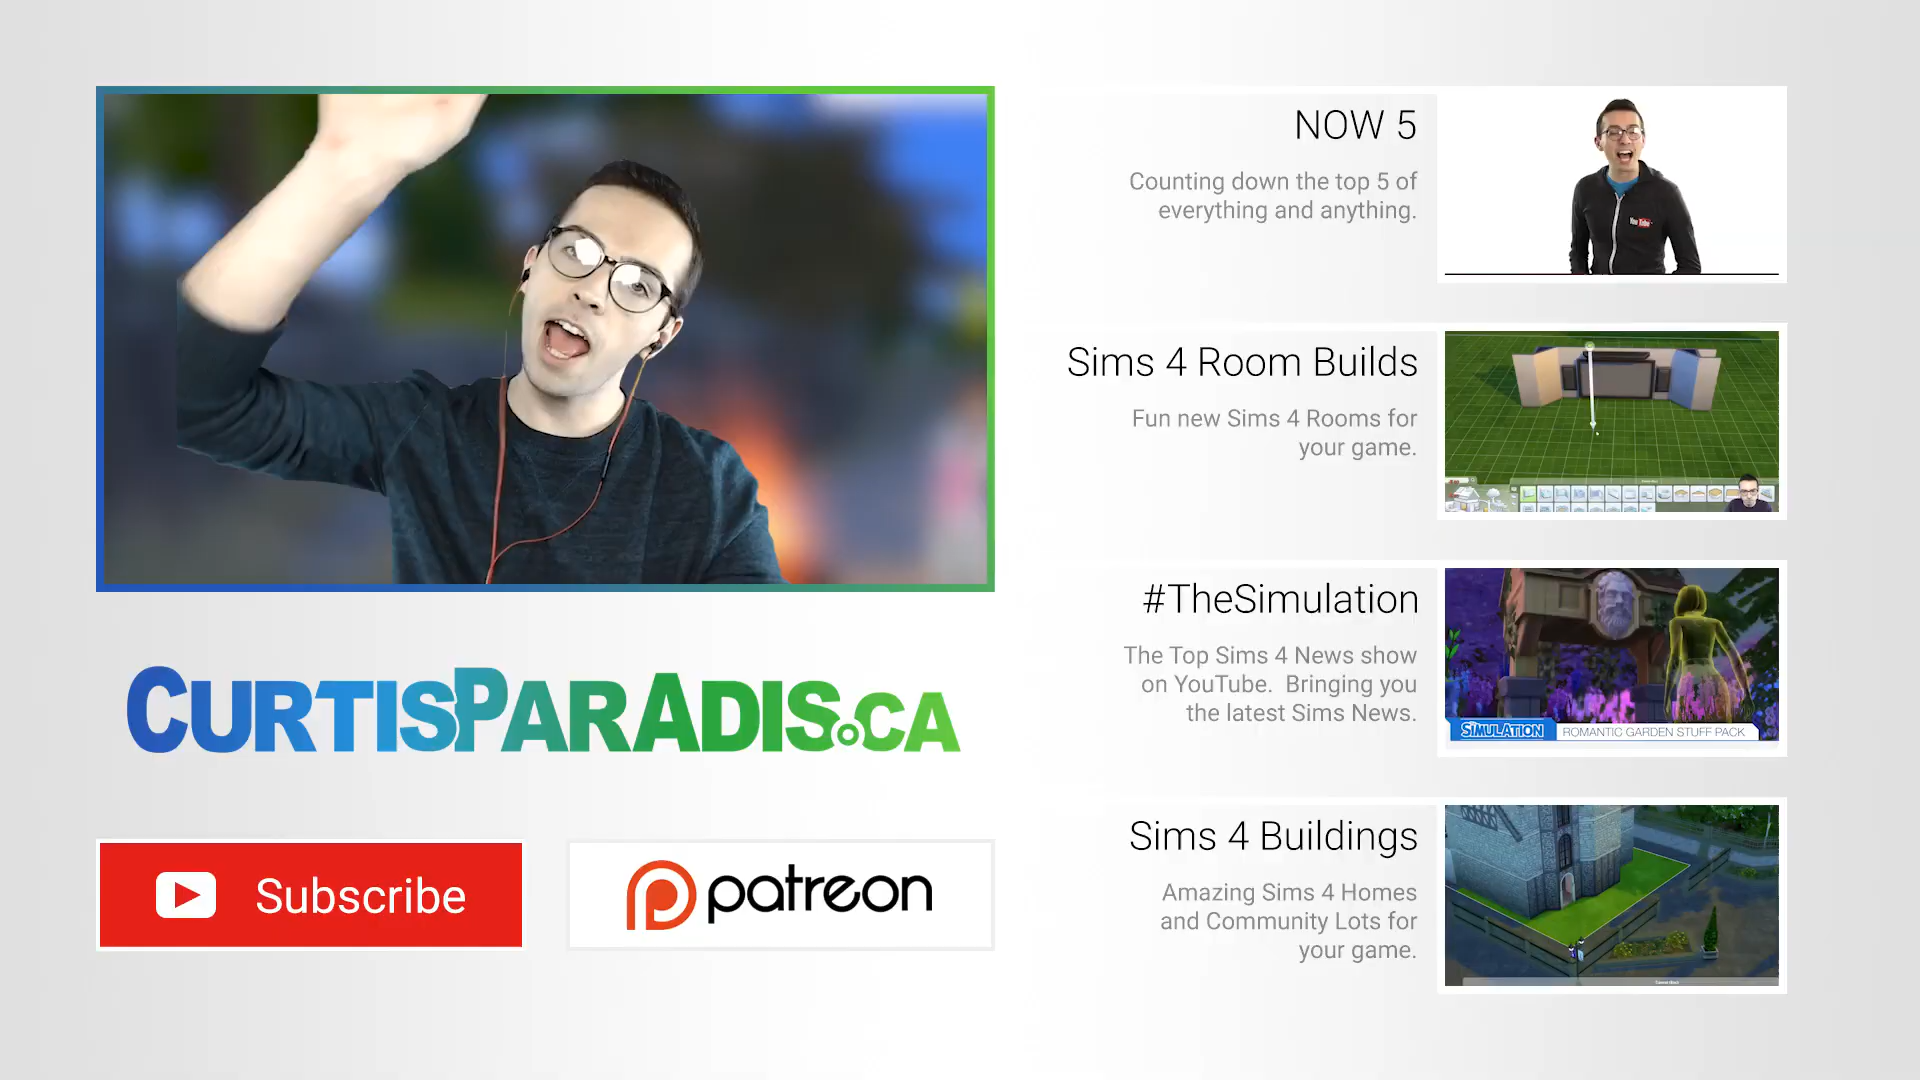 NOW 5
Counting down the top 5 of
everything and anything.
You Tube
Sims 4 Room Builds
Fun new Sims 4 Rooms for
your game.
#TheSimulation
The Top Sims 4 News show
on YouTube.  Bringing you
the latest Sims News.
SIMULATION
ROMANTIC GARDEN STUFF PACK
CURTISPARADIS.CA
Sims 4 Buildings
Amazing Sims 4 Homes
and Community Lots for
your game.
Subscribe
patreon